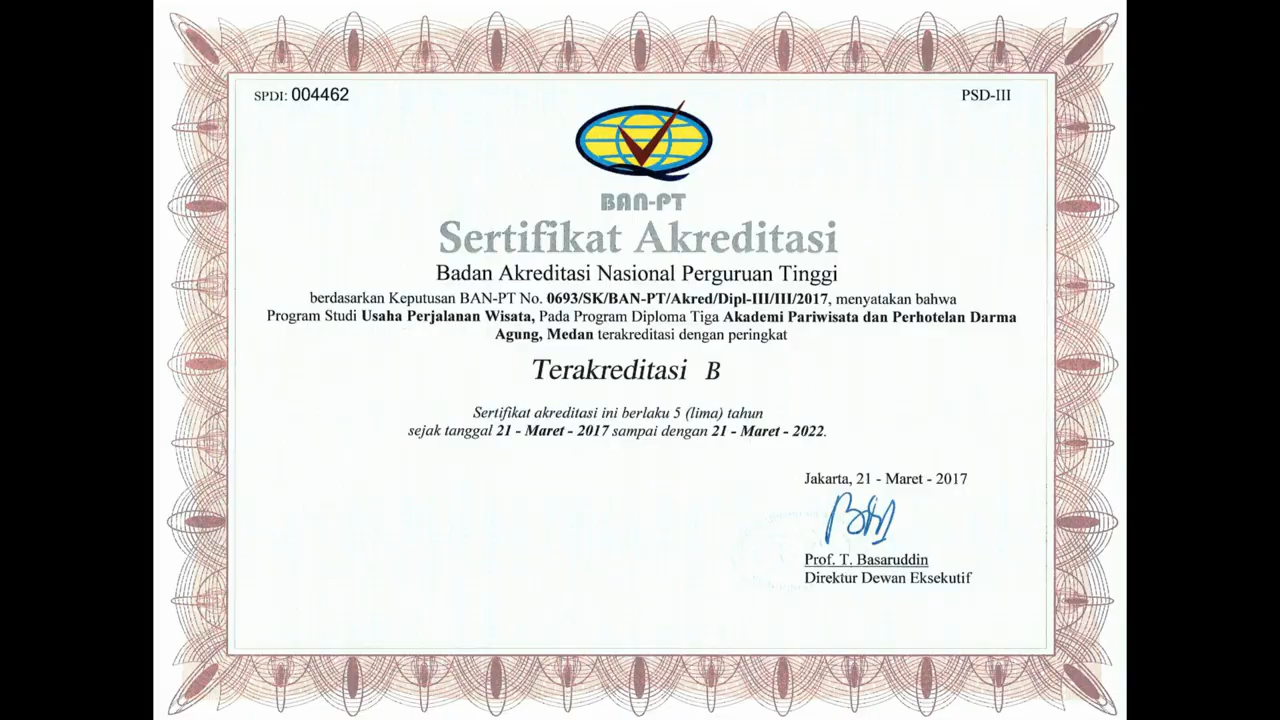 SPDI: 004462
PSD-III
BAN-PT
Sertifikat Akreditasi
Badan Akreditasi Nasional Perguruan Tinggi
berdasarkan Keputusan BAN-PT No. 0693/SK/BAN-PT/Akred/Dipl-III/III/2017, menyatakan bahwa
Program Studi Usaha Perjalanan Wisata, Pada Program Diploma Tiga Akademi Pariwisata dan Perhotelan Darma
Agung, Medan terakreditasi dengan peringkat
Terakreditasi B
Sertifikat akreditasi ini berlaku 5 (lima) tahun
sejak tanggal 21 - Maret - 2017 sampai dengan 21 - Maret - 2022.
Jakarta, 21 - Maret - 2017
Prof. T. Basaruddin
Direktur Dewan Eksekutif